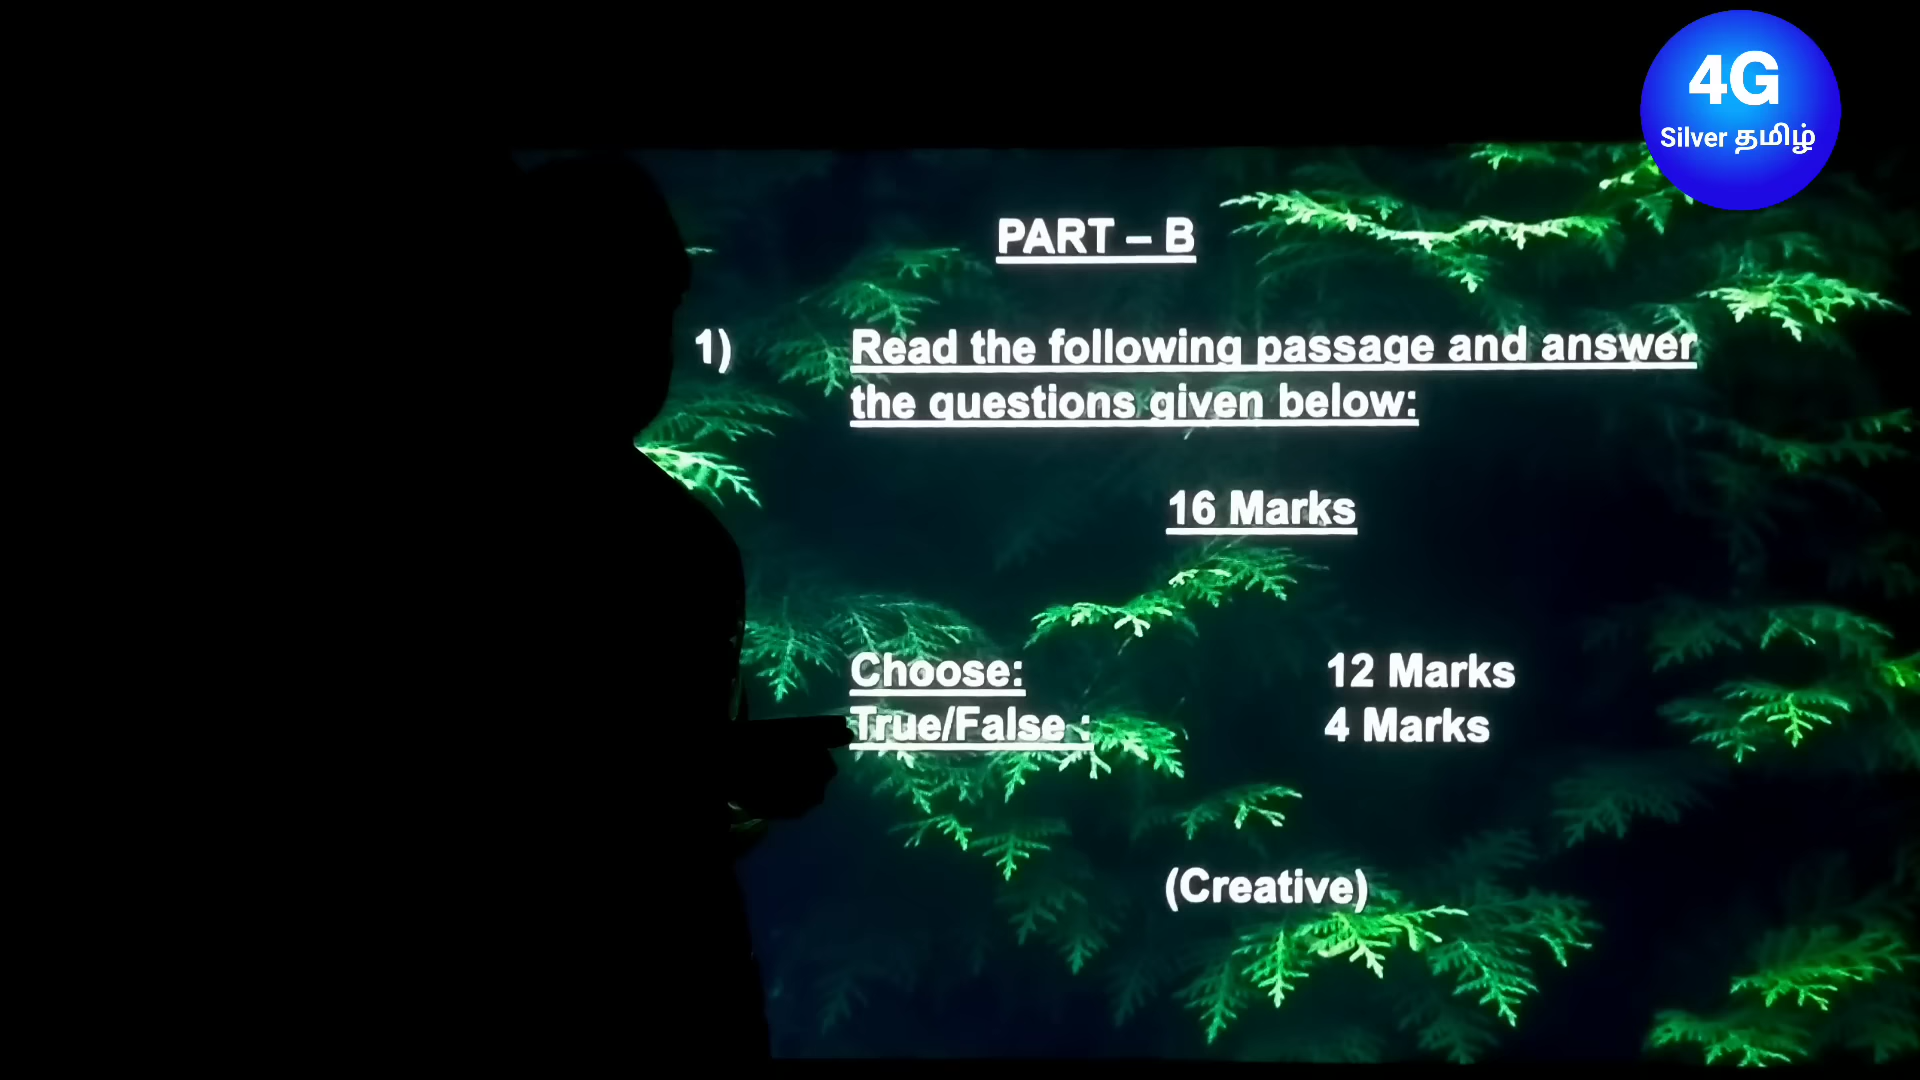 4G
Silver தமிழ்
PART – B
1) Read the following passage and answer
the questions given below:
16 Marks
Choose: 12 Marks
True/False : 4 Marks
(Creative)